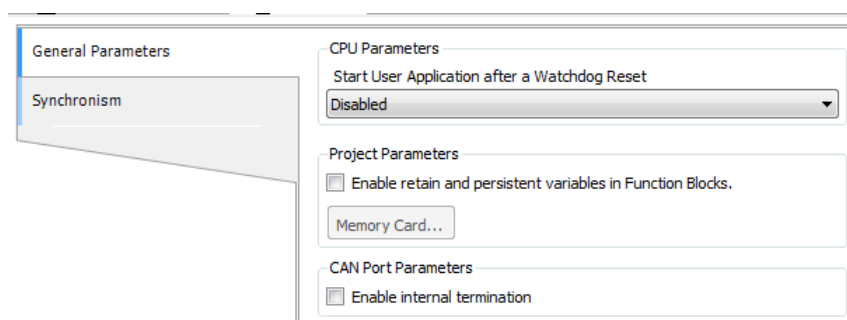 General Parameters
Synchronism
CPU Parameters
Start User Application after a Watchdog Reset
Disabled
Project Parameters
Enable retain and persistent variables in Function Blocks.
Memory Card...
CAN Port Parameters
Enable internal termination